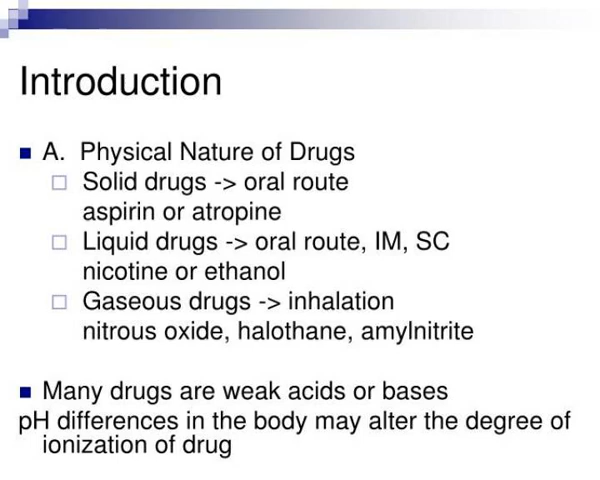 Introduction
A. Physical Nature of Drugs
Solid drugs -> oral route
aspirin or atropine
Liquid drugs -> oral route, IM, SC
nicotine or ethanol
Gaseous drugs -> inhalation
nitrous oxide, halothane, amylnitrite
Many drugs are weak acids or bases
pH differences in the body may alter the degree of
ionization of drug